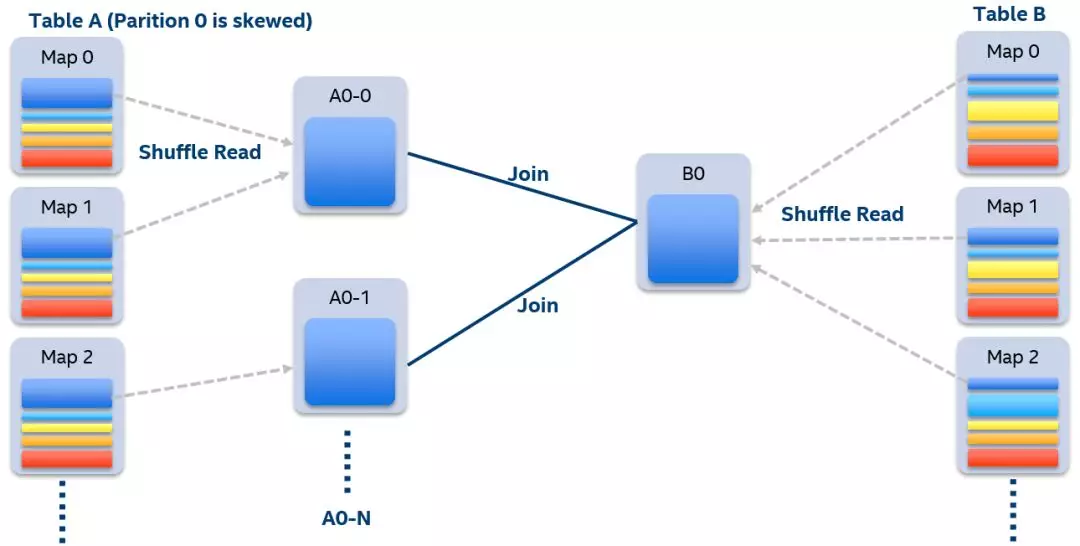 Table A (Parition 0 is skewed)
Map 0
Map 1
Map 2
Shuffle Read
A0-0
A0-1
A0-N
Join
Join
B0
Shuffle Read
Table B
Map 0
Map 1
Map 2